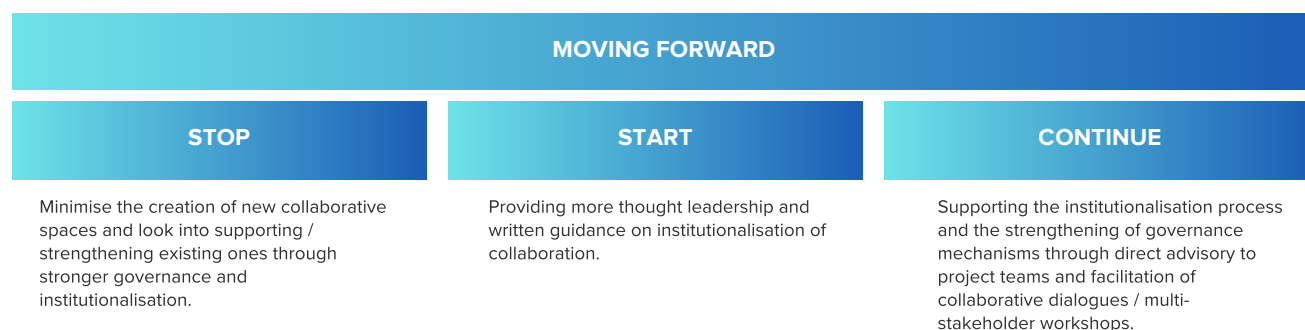 MOVING FORWARD
STOP
Minimise the creation of new collaborative
spaces and look into supporting /
strengthening existing ones through
stronger governance and
institutionalisation.
START
Providing more thought leadership and
written guidance on institutionalisation of
collaboration.
CONTINUE
Supporting the institutionalisation process
and the strengthening of governance
mechanisms through direct advisory to
project teams and facilitation of
collaborative dialogues / multi-
stakeholder workshops.